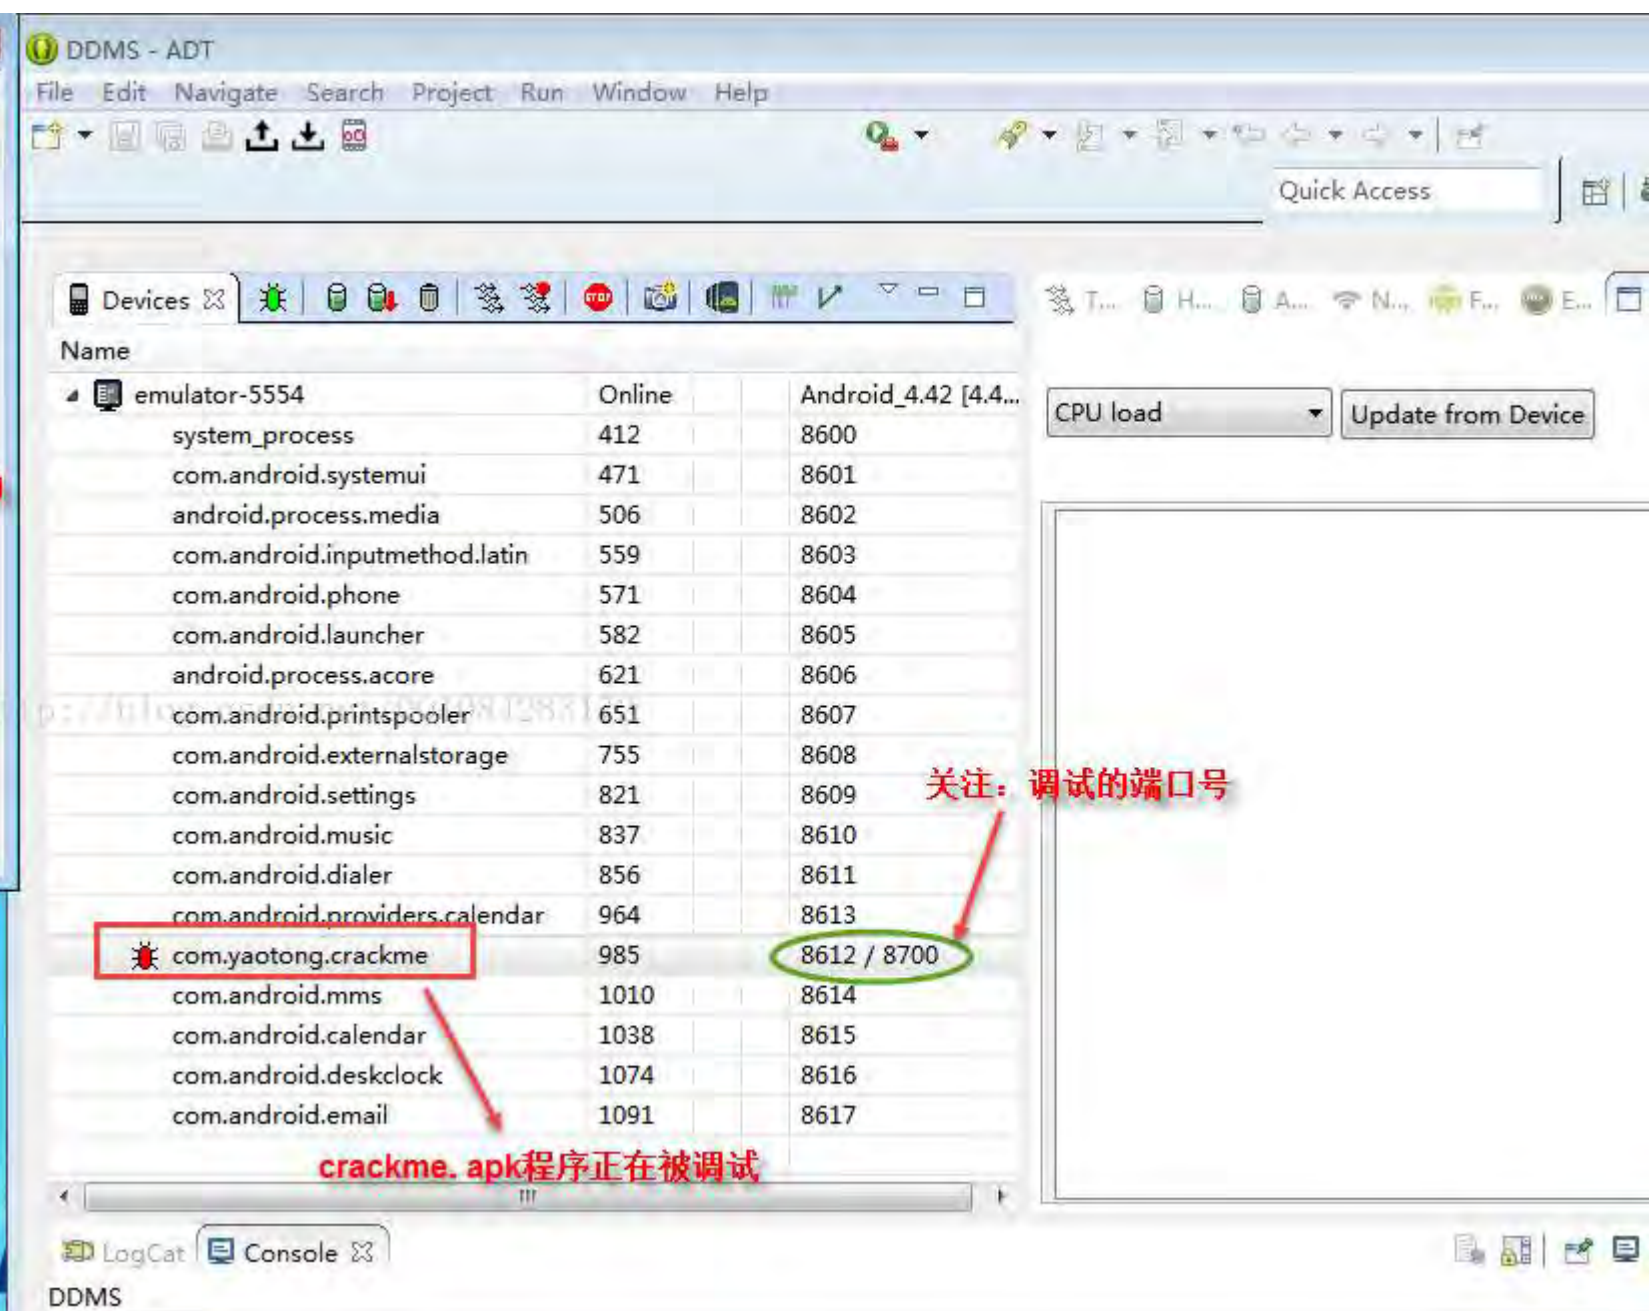 DDMS - ADT
File Edit Navigate Search Project Run Window Help
Quick Access
Devices
T... H... A... N... F... E...
Name
emulator-5554 Online Android_4.42 [4.4...
CPU load Update from Device
system_process 412 8600
com.android.systemui 471 8601
android.process.media 506 8602
com.android.inputmethod.latin 559 8603
com.android.phone 571 8604
com.android.launcher 582 8605
android.process.acore 621 8606
com.android.printspooler 651 8607
com.android.externalstorage 755 8608
关注：调试的端口号
com.android.settings 821 8609
com.android.music 837 8610
com.android.dialer 856 8611
com.android.providers.calendar 964 8613
com.yaotong.crackme 985 8612 / 8700
com.android.mms 1010 8614
com.android.calendar 1038 8615
com.android.deskclock 1074 8616
com.android.email 1091 8617
crackme. apk程序正在被调试
LogCat Console
DDMS